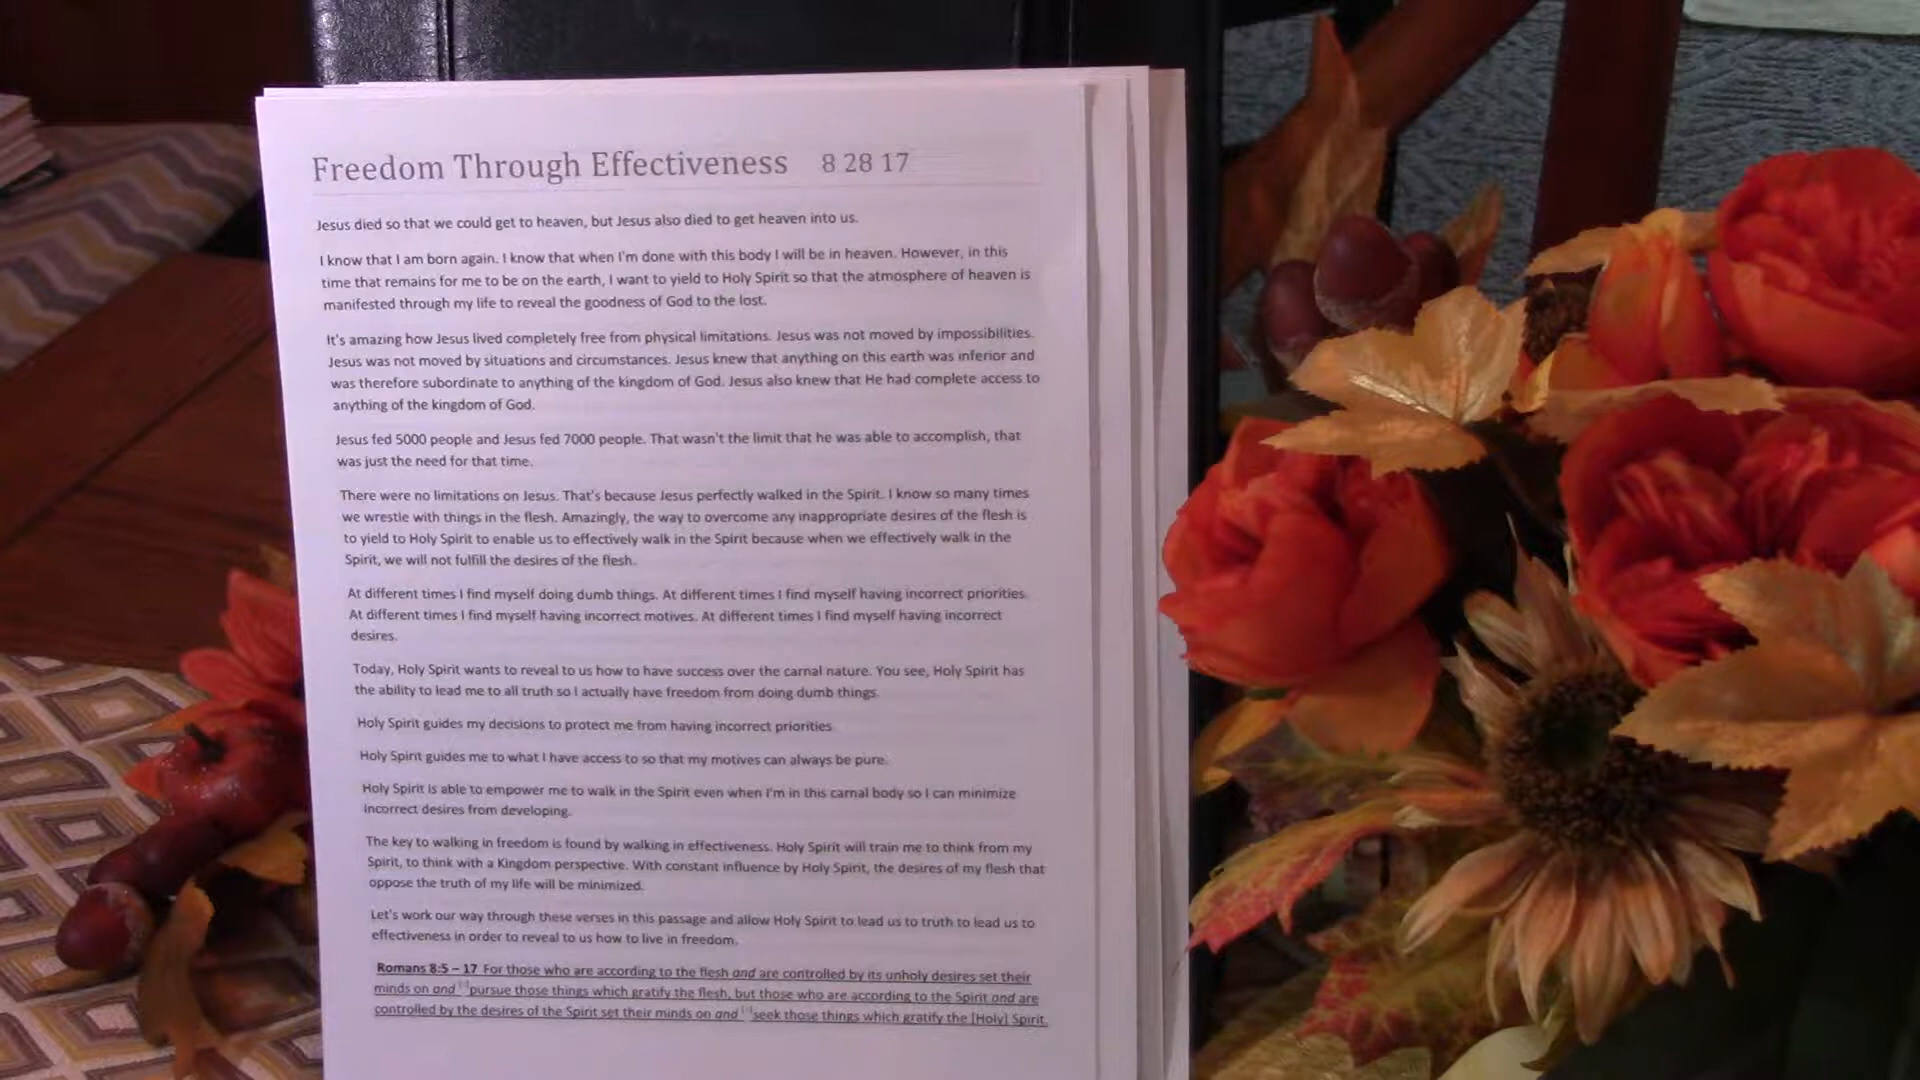 Freedom Through Effectiveness 8 28 17
Jesus died so that we could get to heaven, but Jesus also died to get heaven into us.
I know that I am born again. I know that when I'm done with this body I will be in heaven. However, in this
time that remains for me to be on the earth, I want to yield to Holy Spirit so that the atmosphere of heaven is
manifested through my life to reveal the goodness of God to the lost.
It's amazing how Jesus lived completely free from physical limitations. Jesus was not moved by impossibilities.
Jesus was not moved by situations and circumstances. Jesus knew that anything on this earth was inferior and
was therefore subordinate to anything of the kingdom of God. Jesus also knew that He had complete access to
anything of the kingdom of God.
Jesus fed 5000 people and Jesus fed 7000 people. That wasn't the limit that he was able to accomplish, that
was just the need for that time.
There were no limitations on Jesus. That's because Jesus perfectly walked in the Spirit. I know so many times
we wrestle with things in the flesh. Amazingly, the way to overcome any inappropriate desires of the flesh is
to yield to Holy Spirit to enable us to effectively walk in the Spirit because when we effectively walk in the
Spirit, we will not fulfill the desires of the flesh.
At different times I find myself doing dumb things. At different times I find myself having incorrect priorities.
At different times I find myself having incorrect motives. At different times I find myself having incorrect
desires.
Today, Holy Spirit wants to reveal to us how to have success over the carnal nature. You see, Holy Spirit has
the ability to lead me to all truth so I actually have freedom from doing dumb things.
Holy Spirit guides my decisions to protect me from having incorrect priorities.
Holy Spirit guides me to what I have access to so that my motives can always be pure.
Holy Spirit is able to empower me to walk in the Spirit even when I'm in this carnal body so I can minimize
incorrect desires from developing.
The key to walking in freedom is found by walking in effectiveness. Holy Spirit will train me to think from my
Spirit, to think with a Kingdom perspective. With constant influence by Holy Spirit, the desires of my flesh that
oppose the truth of my life will be minimized.
Let's work our way through these verses in this passage and allow Holy Spirit to lead us to truth to lead us to
effectiveness in order to reveal to us how to live in freedom.
Romans 8:5 – 17 For those who are according to the flesh and are controlled by its unholy desires set their
minds on and pursue those things which gratify the flesh, but those who are according to the Spirit and are
controlled by the desires of the Spirit set their minds on and seek those things which gratify the [Holy] Spirit.